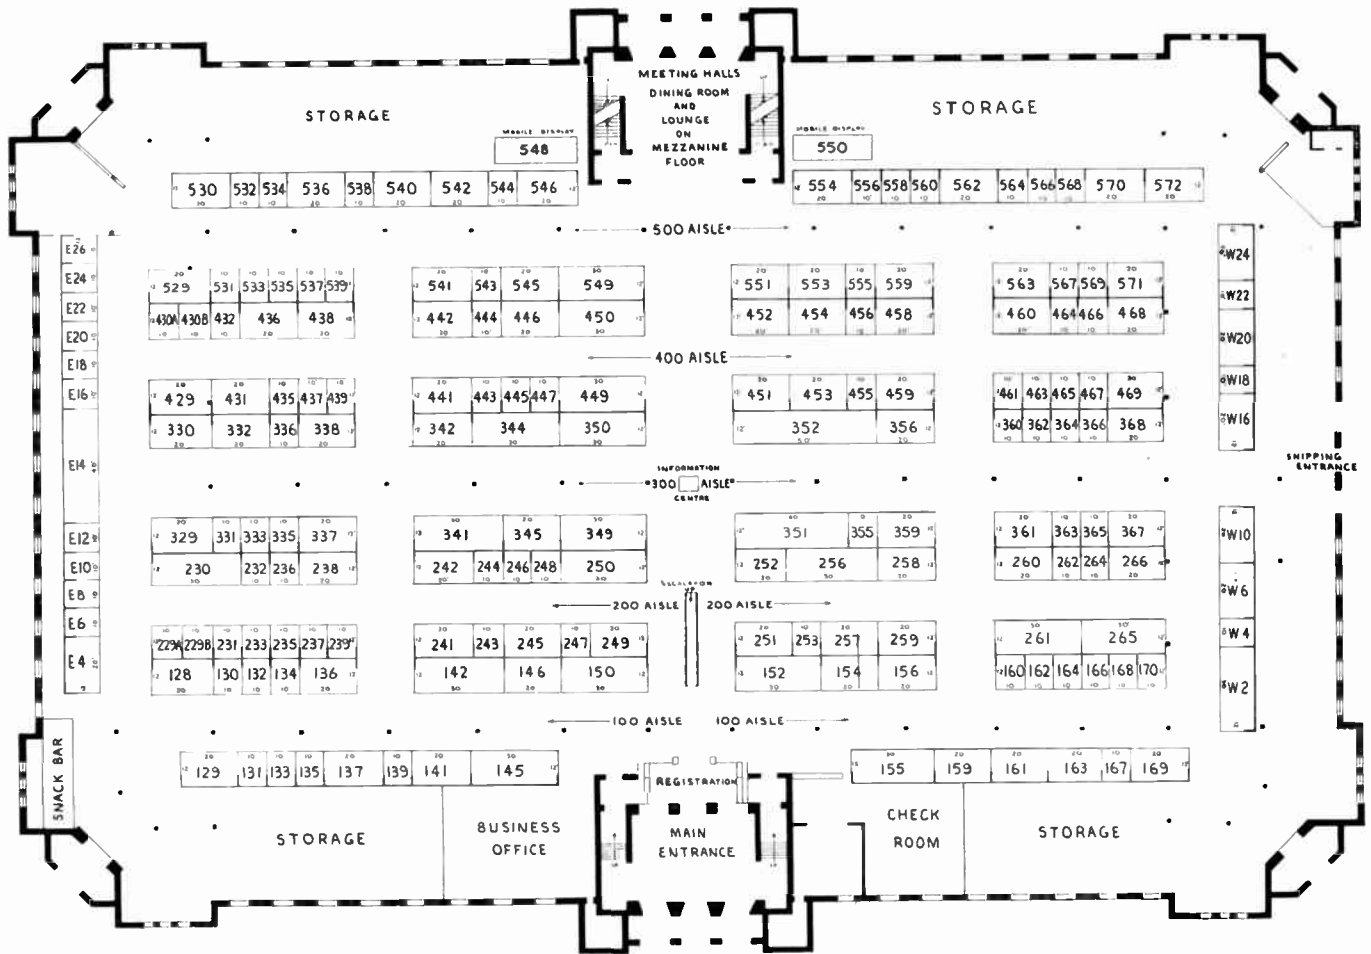 MEETING HALLS
DINING ROOM
AND
LOUNGE
ON
MEZZANINE
FLOOR
STORAGE
STORAGE
MOBILE DISPLAY
548
MOBILE DISPLAY
550
530 532 534 536 538 540 542 544 546
554 556 558 560 562 564 566 568 570 572
500 AISLE
E26
E24
E22
E20
E18
E16
E14
E12
E10
E8
E6
E4
529 531 533 535 537 539
430A 430B 432 436 438
541 543 545 549
442 444 446 450
551 553 555 559
452 454 456 458
563 567 569 571
460 464 466 468
W24
W22
W20
W18
W16
400 AISLE
429 431 435 437 439
330 332 336 338
441 443 445 447 449
342 344 350
451 453 455 459
352 356
461 463 465 467 469
360 362 364 366 368
SHIPPING
ENTRANCE
INFORMATION
300 AISLE
CENTRE
329 331 333 335 337
230 232 236 238
341 345 349
242 244 246 248 250
351 355 359
252 256 258
361 363 365 367
260 262 264 266
W10
W6
W4
W2
ESCALATOR
UP
200 AISLE 200 AISLE
229A 229B 231 233 235 237 239
128 130 132 134 136
241 243 245 247 249
142 146 150
251 253 257 259
152 154 156
261 265
160 162 164 166 168 170
100 AISLE 100 AISLE
129 131 133 135 137 139 141 145
155 159 161 163 167 169
SNACK BAR
REGISTRATION
STORAGE
BUSINESS
OFFICE
MAIN
ENTRANCE
CHECK
ROOM
STORAGE